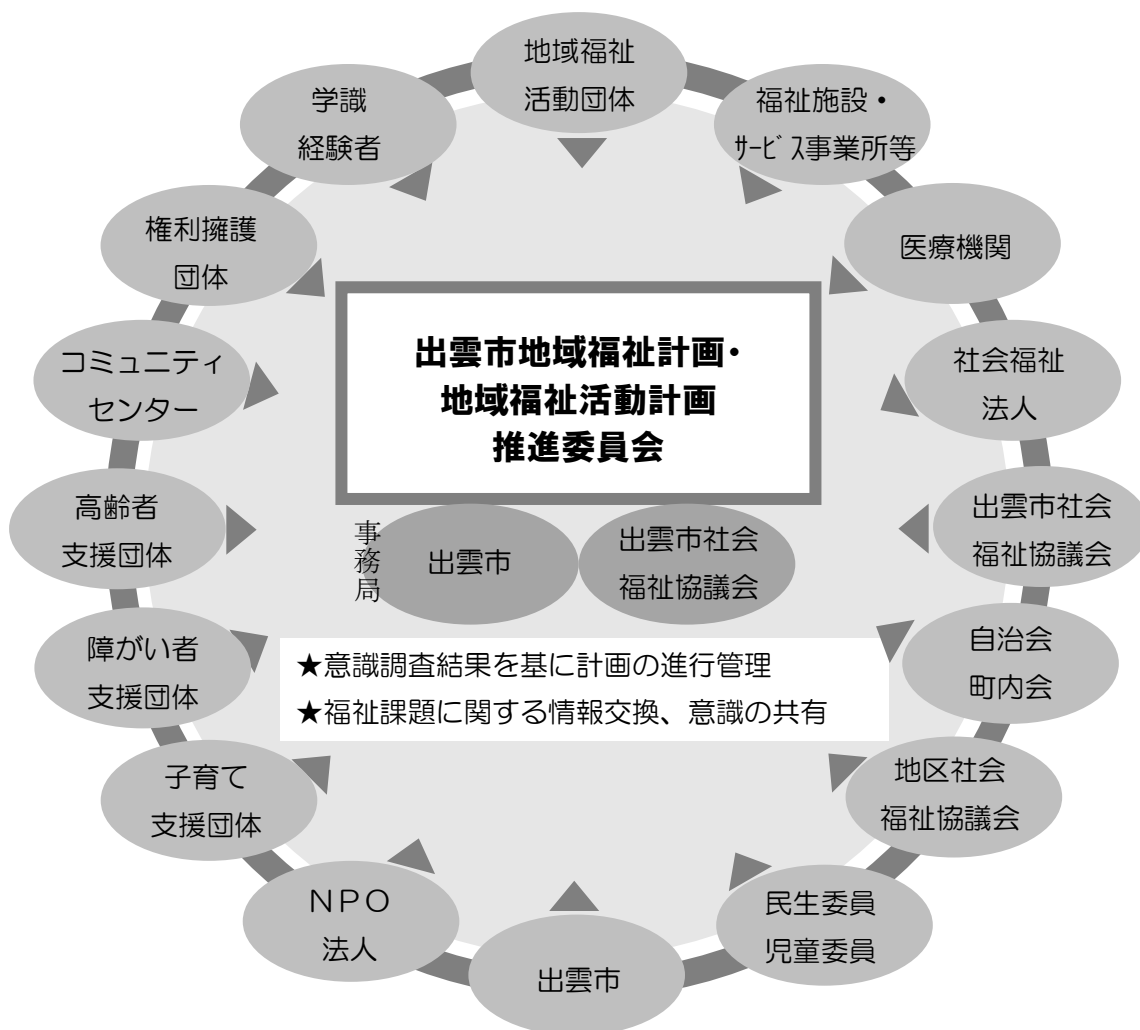 地域福祉
活動団体
学識
経験者
福祉施設・
ｻｰﾋﾞｽ事業所等
権利擁護
団体
医療機関
出雲市地域福祉計画・
地域福祉活動計画
推進委員会
コミュニティ
センター
社会福祉
法人
高齢者
支援団体
事務局
出雲市
出雲市社会
福祉協議会
出雲市社会
福祉協議会
障がい者
支援団体
★意識調査結果を基に計画の進行管理
★福祉課題に関する情報交換、意識の共有
自治会
町内会
子育て
支援団体
地区社会
福祉協議会
ＮＰＯ
法人
出雲市
民生委員
児童委員